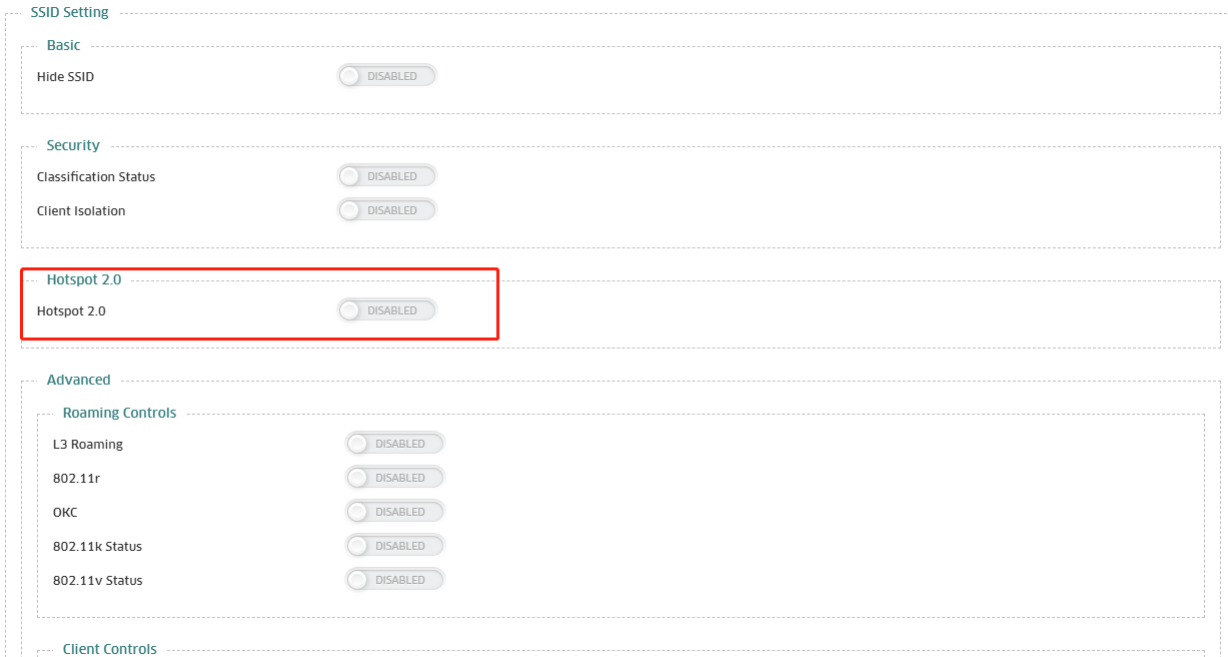 SSID Setting
Basic
Hide SSID DISABLED
Security
Classification Status DISABLED
Client Isolation DISABLED
Hotspot 2.0
Hotspot 2.0 DISABLED
Advanced
Roaming Controls
L3 Roaming DISABLED
802.11r DISABLED
OKC DISABLED
802.11k Status DISABLED
802.11v Status DISABLED
Client Controls